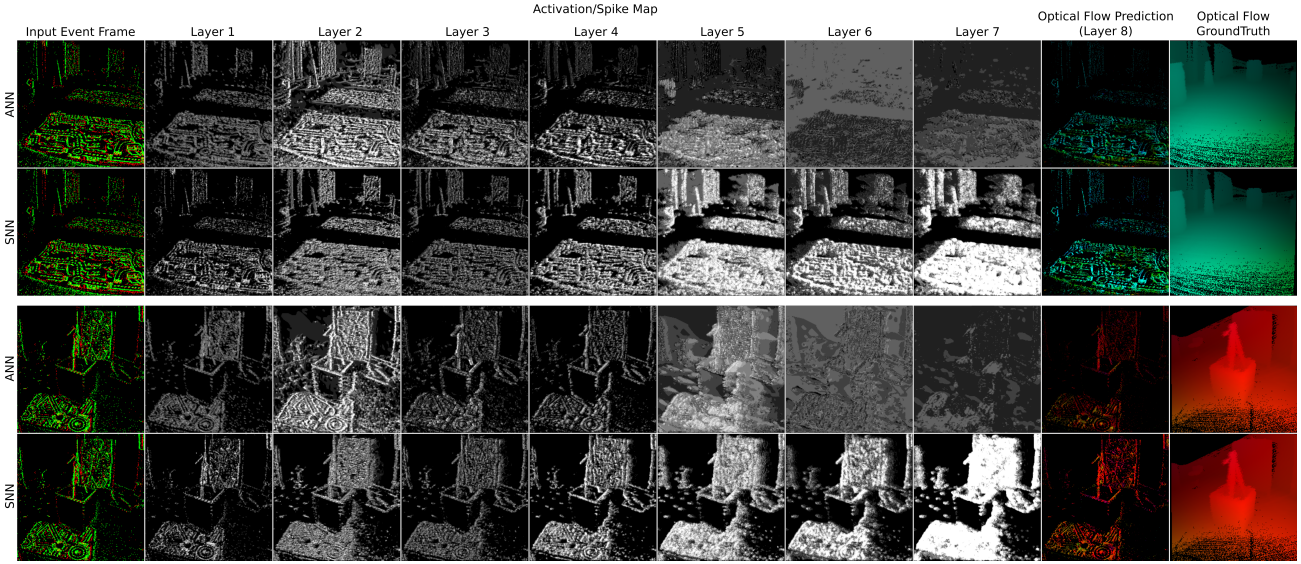 Activation/Spike Map
Input Event Frame
Layer 1
Layer 2
Layer 3
Layer 4
Layer 5
Layer 6
Layer 7
Optical Flow Prediction
(Layer 8)
Optical Flow
GroundTruth
ANN
SNN
ANN
SNN